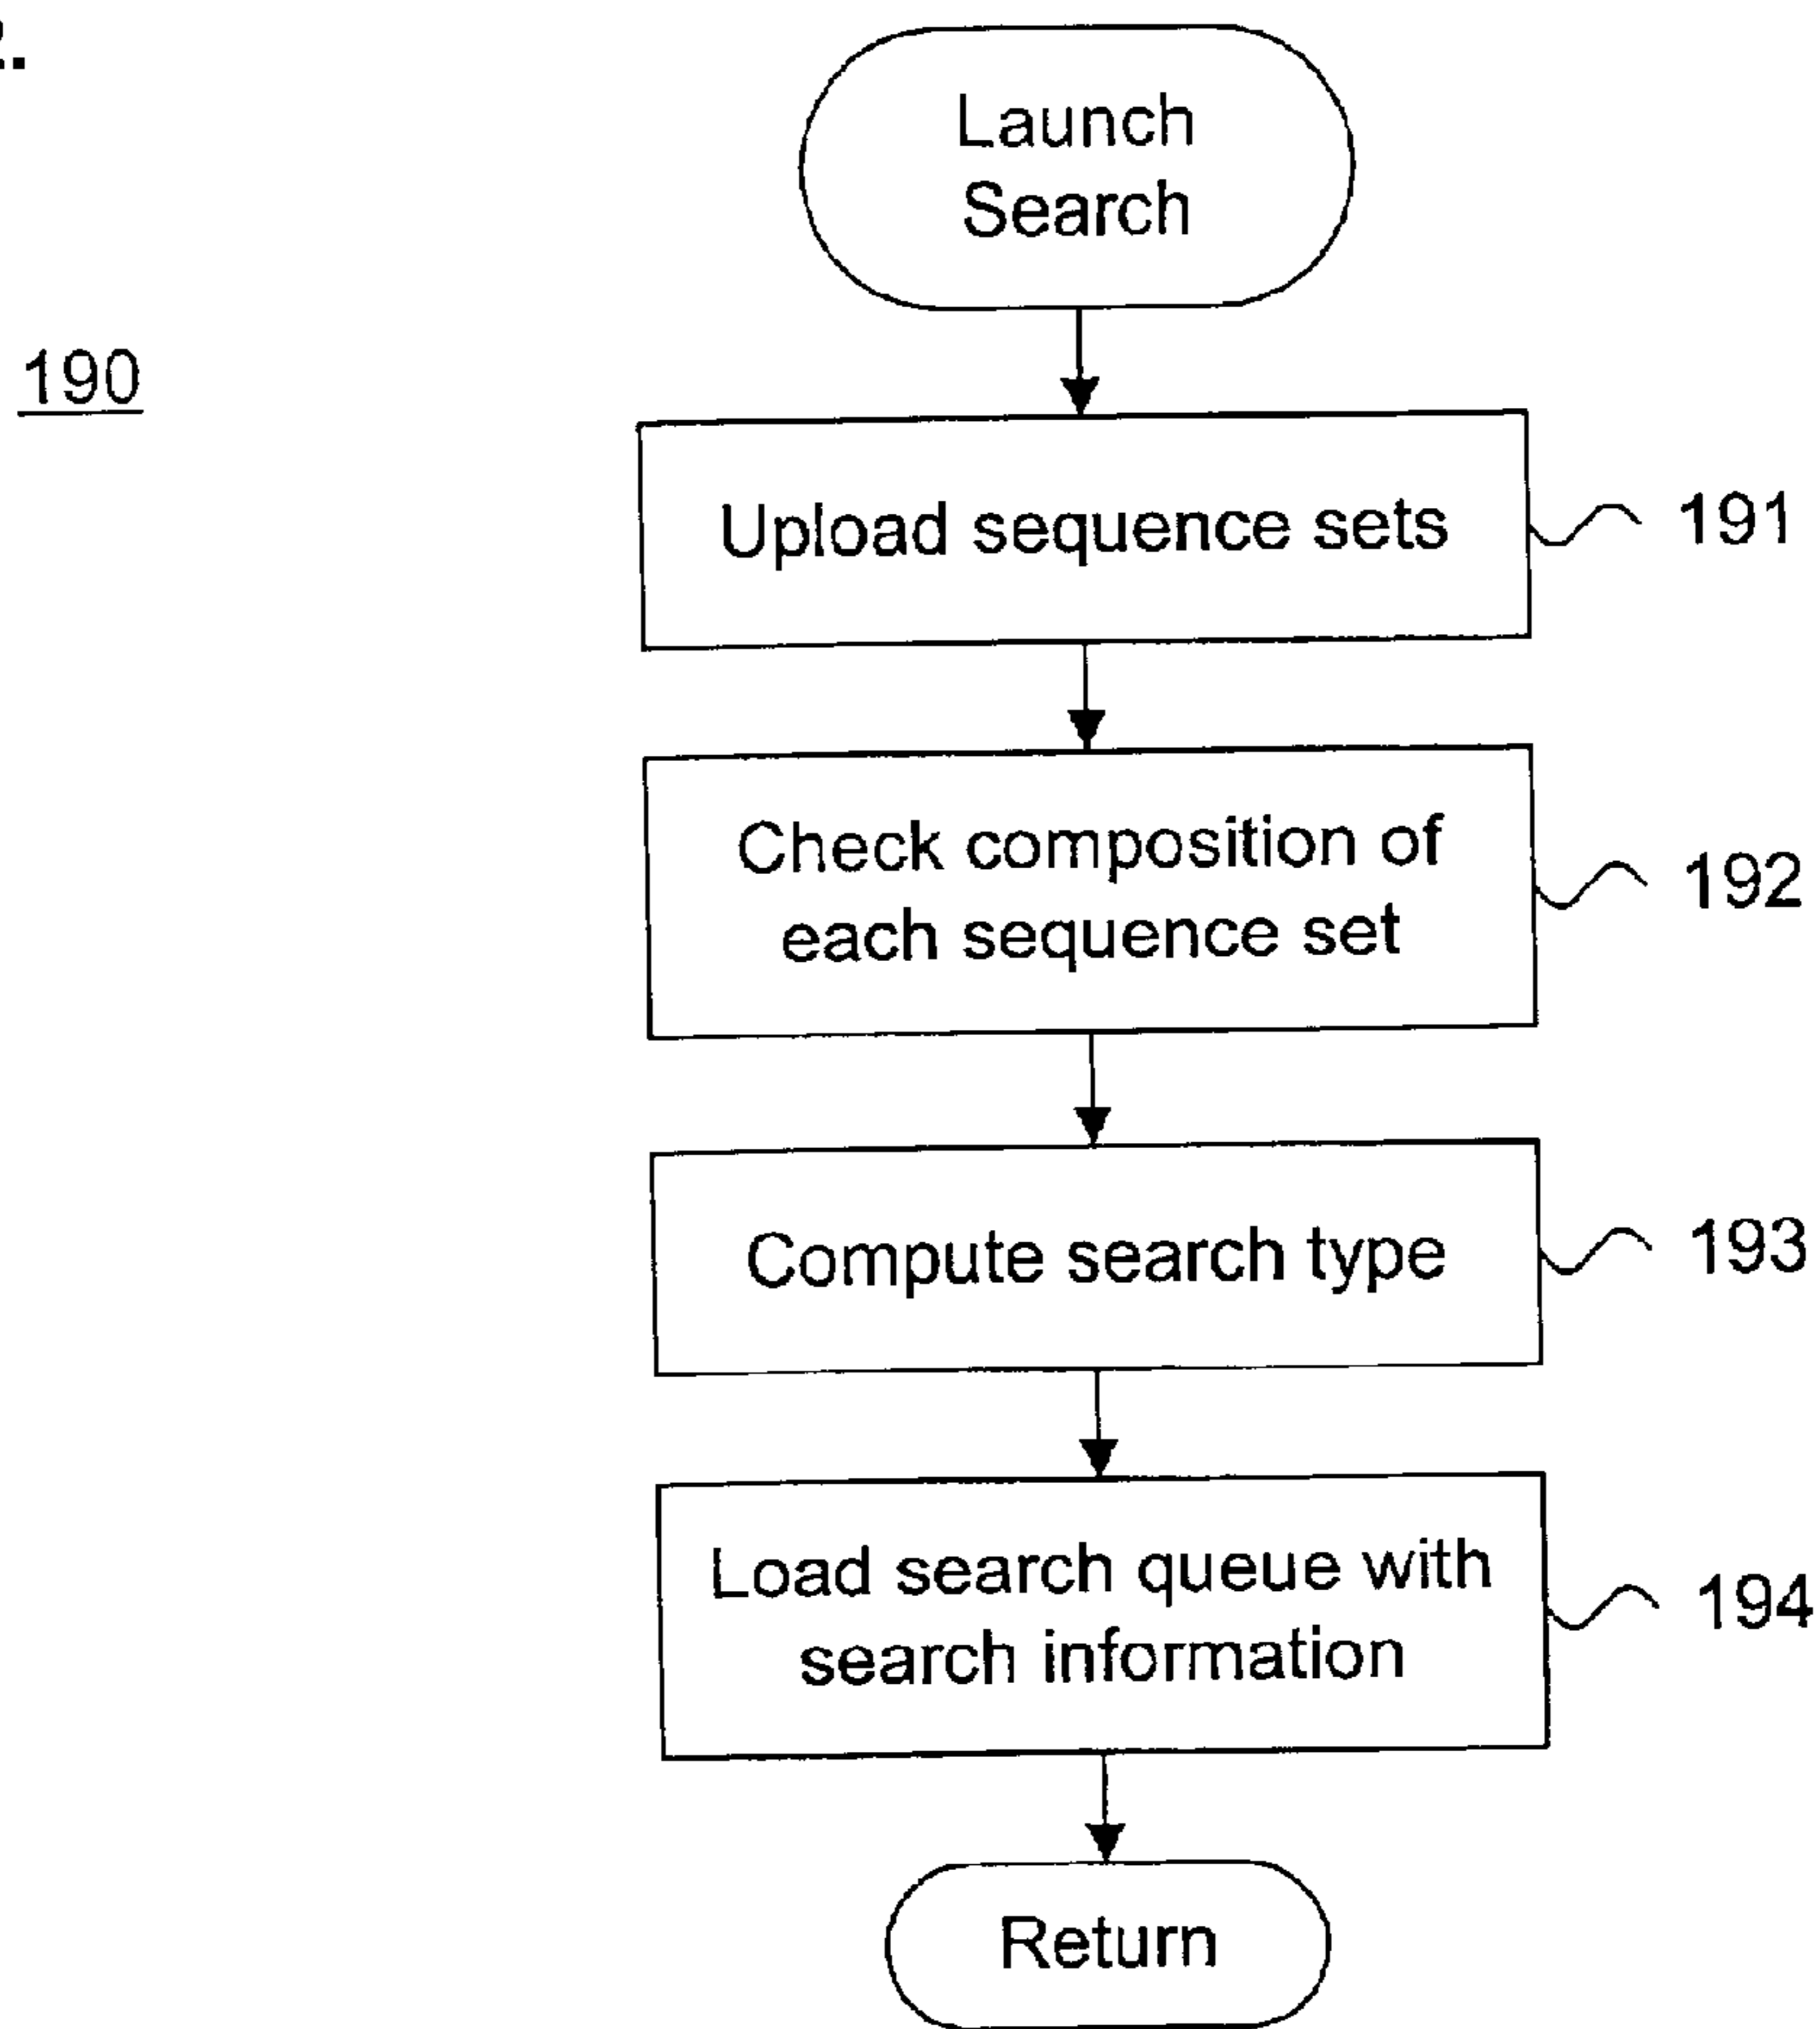 190
Launch
Search
Upload sequence sets
191
Check composition of
each sequence set
192
Compute search type
193
Load search queue with
search information
194
Return